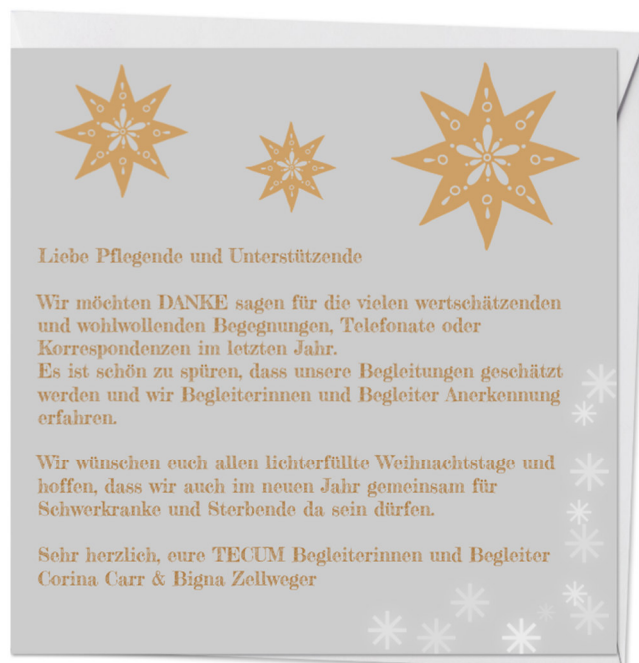 Liebe Pflegende und Unterstützende
Wir möchten DANKE sagen für die vielen wertschätzenden
und wohlwollenden Begegnungen, Telefonate oder
Korrespondenzen im letzten Jahr.
Es ist schön zu spüren, dass unsere Begleitungen geschätzt
werden und wir Begleiterinnen und Begleiter Anerkennung
erfahren.
Wir wünschen euch allen lichterfüllte Weihnachtstage und
hoffen, dass wir auch im neuen Jahr gemeinsam für
Schwerkranke und Sterbende da sein dürfen.
Sehr herzlich, eure TECUM Begleiterinnen und Begleiter
Corina Carr & Bigna Zellweger